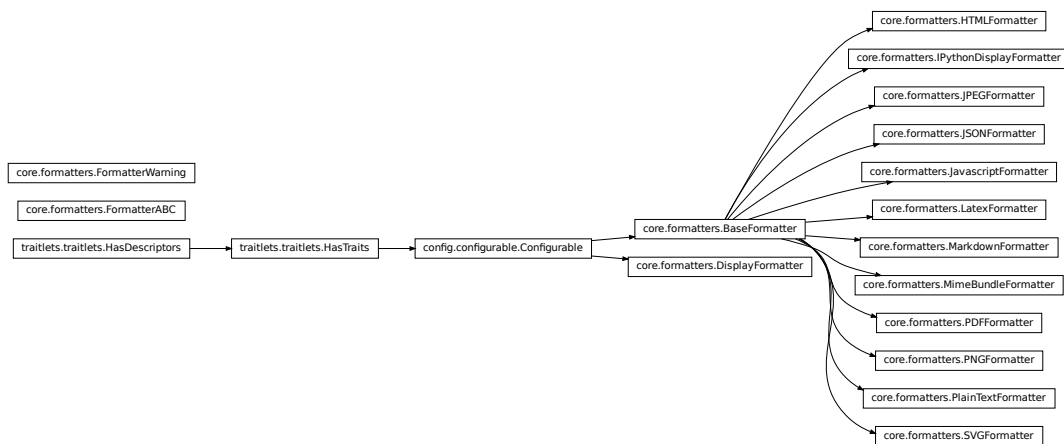 core.formatters.HTMLFormatter
core.formatters.IPythonDisplayFormatter
core.formatters.JPEGFormatter
core.formatters.JSONFormatter
core.formatters.FormatterWarning
core.formatters.JavascriptFormatter
core.formatters.FormatterABC
core.formatters.LatexFormatter
core.formatters.BaseFormatter
traitlets.traitlets.HasDescriptors
traitlets.traitlets.HasTraits
config.configurable.Configurable
core.formatters.MarkdownFormatter
core.formatters.DisplayFormatter
core.formatters.MimeBundleFormatter
core.formatters.PDFFormatter
core.formatters.PNGFormatter
core.formatters.PlainTextFormatter
core.formatters.SVGFormatter